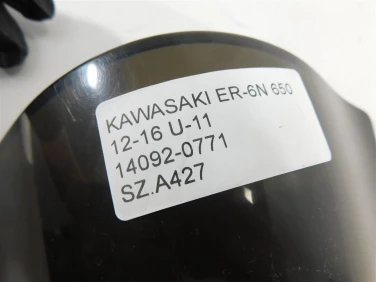 KAWASAKI ER-6N 650
12-16 U-11
14092-0771
SZ.A427